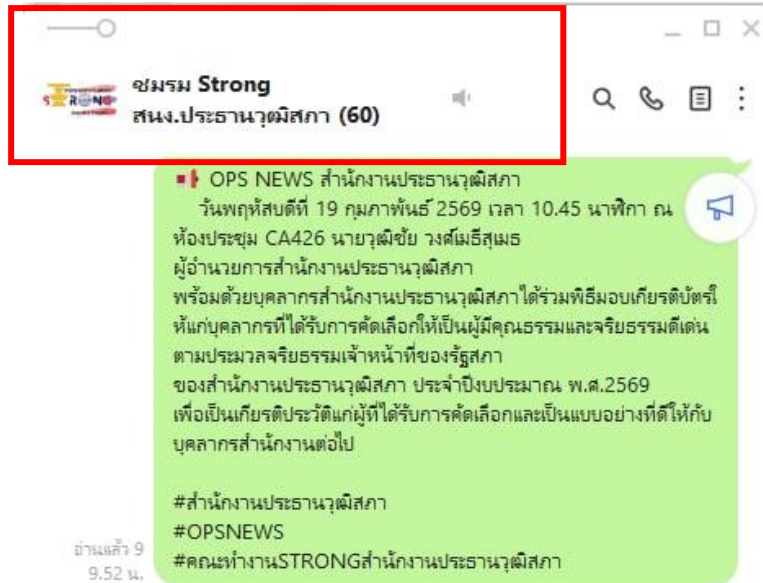 STRONG
ชมรม Strong
สนง.ประธานวุฒิสภา (60)
OPS NEWS สำนักงานประธานวุฒิสภา
วันพฤหัสบดีที่ 19 กุมภาพันธ์ 2569 เวลา 10.45 นาฬิกา ณ
ห้องประชุม CA426 นายวุฒิชัย วงศ์เมธีสุเมธ
ผู้อำนวยการสำนักงานประธานวุฒิสภา
พร้อมด้วยบุคลากรสำนักงานประธานวุฒิสภาได้ร่วมพิธีมอบเกียรติบัตรใ
ห้แก่บุคลากรที่ได้รับการคัดเลือกให้เป็นผู้มีคุณธรรมและจริยธรรมดีเด่น
ตามประมวลจริยธรรมเจ้าหน้าที่ของรัฐสภา
ของสำนักงานประธานวุฒิสภา ประจำปีงบประมาณ พ.ศ.2569
เพื่อเป็นเกียรติประวัติแก่ผู้ที่ได้รับการคัดเลือกและเป็นแบบอย่างที่ดีให้กับ
บุคลากรสำนักงานต่อไป
#สำนักงานประธานวุฒิสภา
#OPSNEWS
#คณะทำงานSTRONGสำนักงานประธานวุฒิสภา
อ่านแล้ว 9
9.52 น.